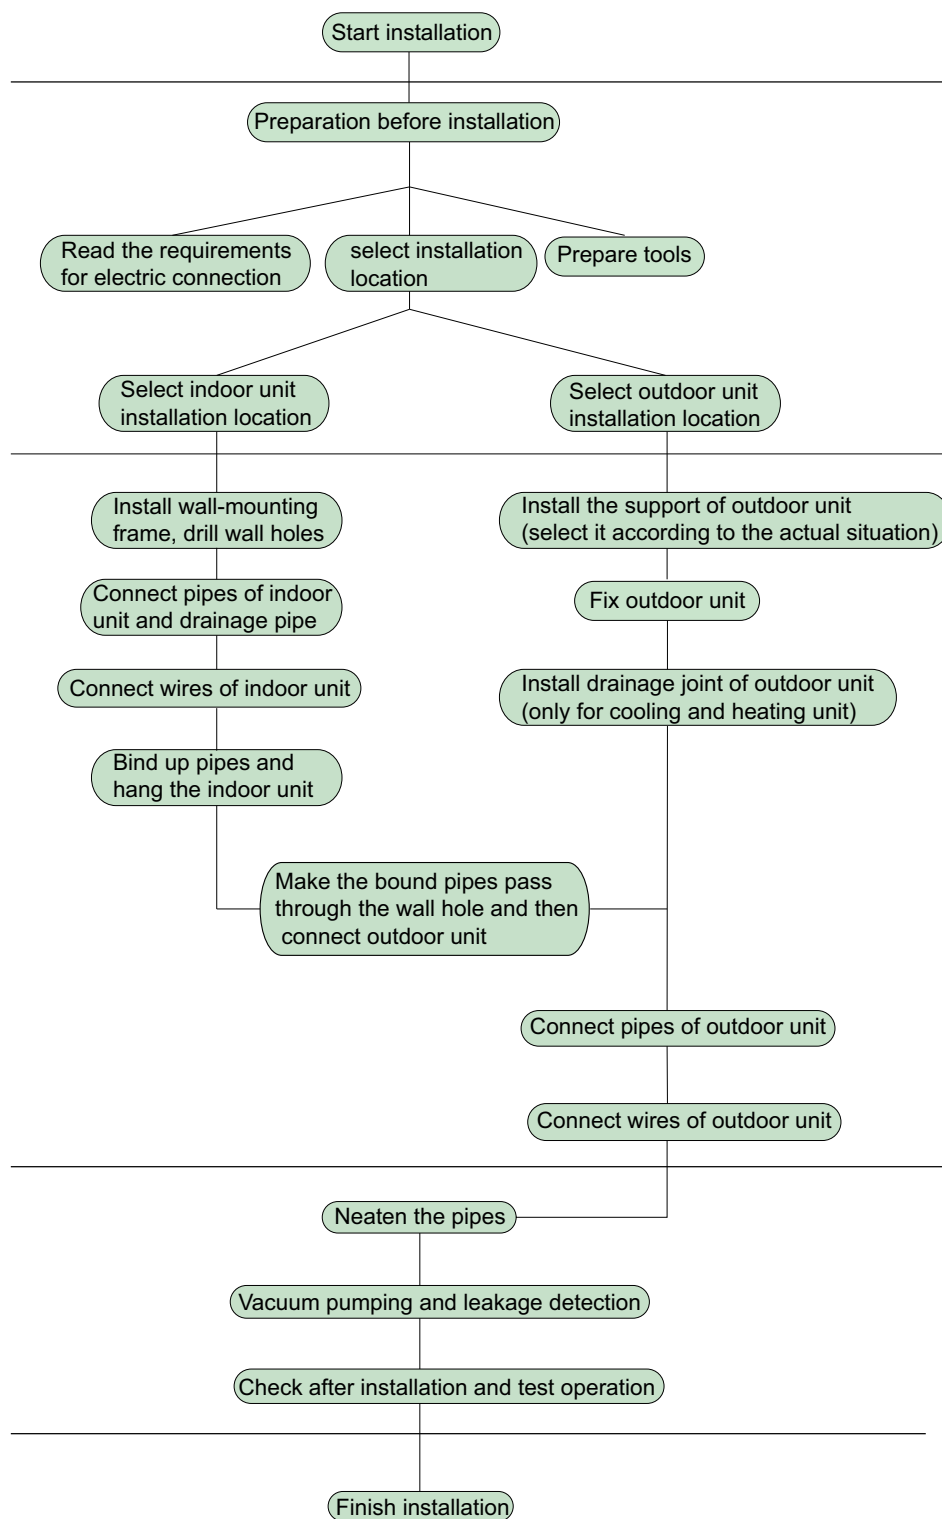 Start installation
Preparation before installation
Read the requirements
for electric connection
select installation
location
Prepare tools
Select indoor unit
installation location
Select outdoor unit
installation location
Install wall-mounting
frame, drill wall holes
Install the support of outdoor unit
(select it according to the actual situation)
Connect pipes of indoor
unit and drainage pipe
Fix outdoor unit
Connect wires of indoor unit
Install drainage joint of outdoor unit
(only for cooling and heating unit)
Bind up pipes and
hang the indoor unit
Make the bound pipes pass
through the wall hole and then
connect outdoor unit
Connect pipes of outdoor unit
Connect wires of outdoor unit
Neaten the pipes
Vacuum pumping and leakage detection
Check after installation and test operation
Finish installation